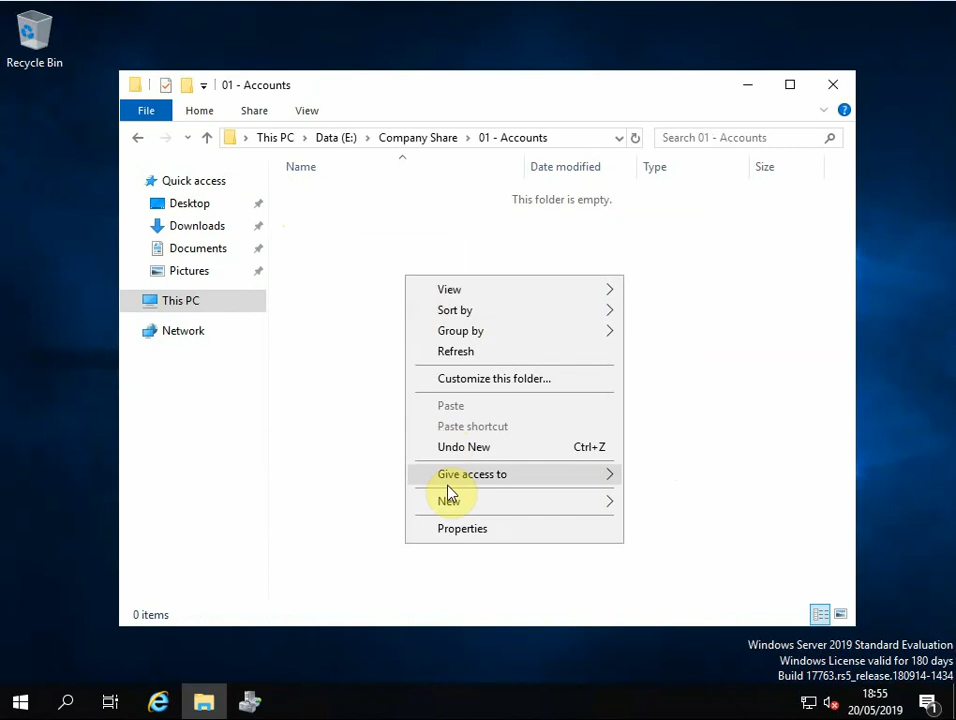 Recycle Bin
01 - Accounts
File
Home
Share
View
This PC
Data (E:)
Company Share
01 - Accounts
Search 01 - Accounts
Name
Date modified
Type
Size
This folder is empty.
Quick access
Desktop
Downloads
Documents
Pictures
This PC
Network
View
Sort by
Group by
Refresh
Customize this folder...
Paste
Paste shortcut
Undo New Ctrl+Z
Give access to
New
Properties
0 items
Windows Server 2019 Standard Evaluation
Windows License valid for 180 days
Build 17763.rs5_release.180914-1434
18:55
20/05/2019
1